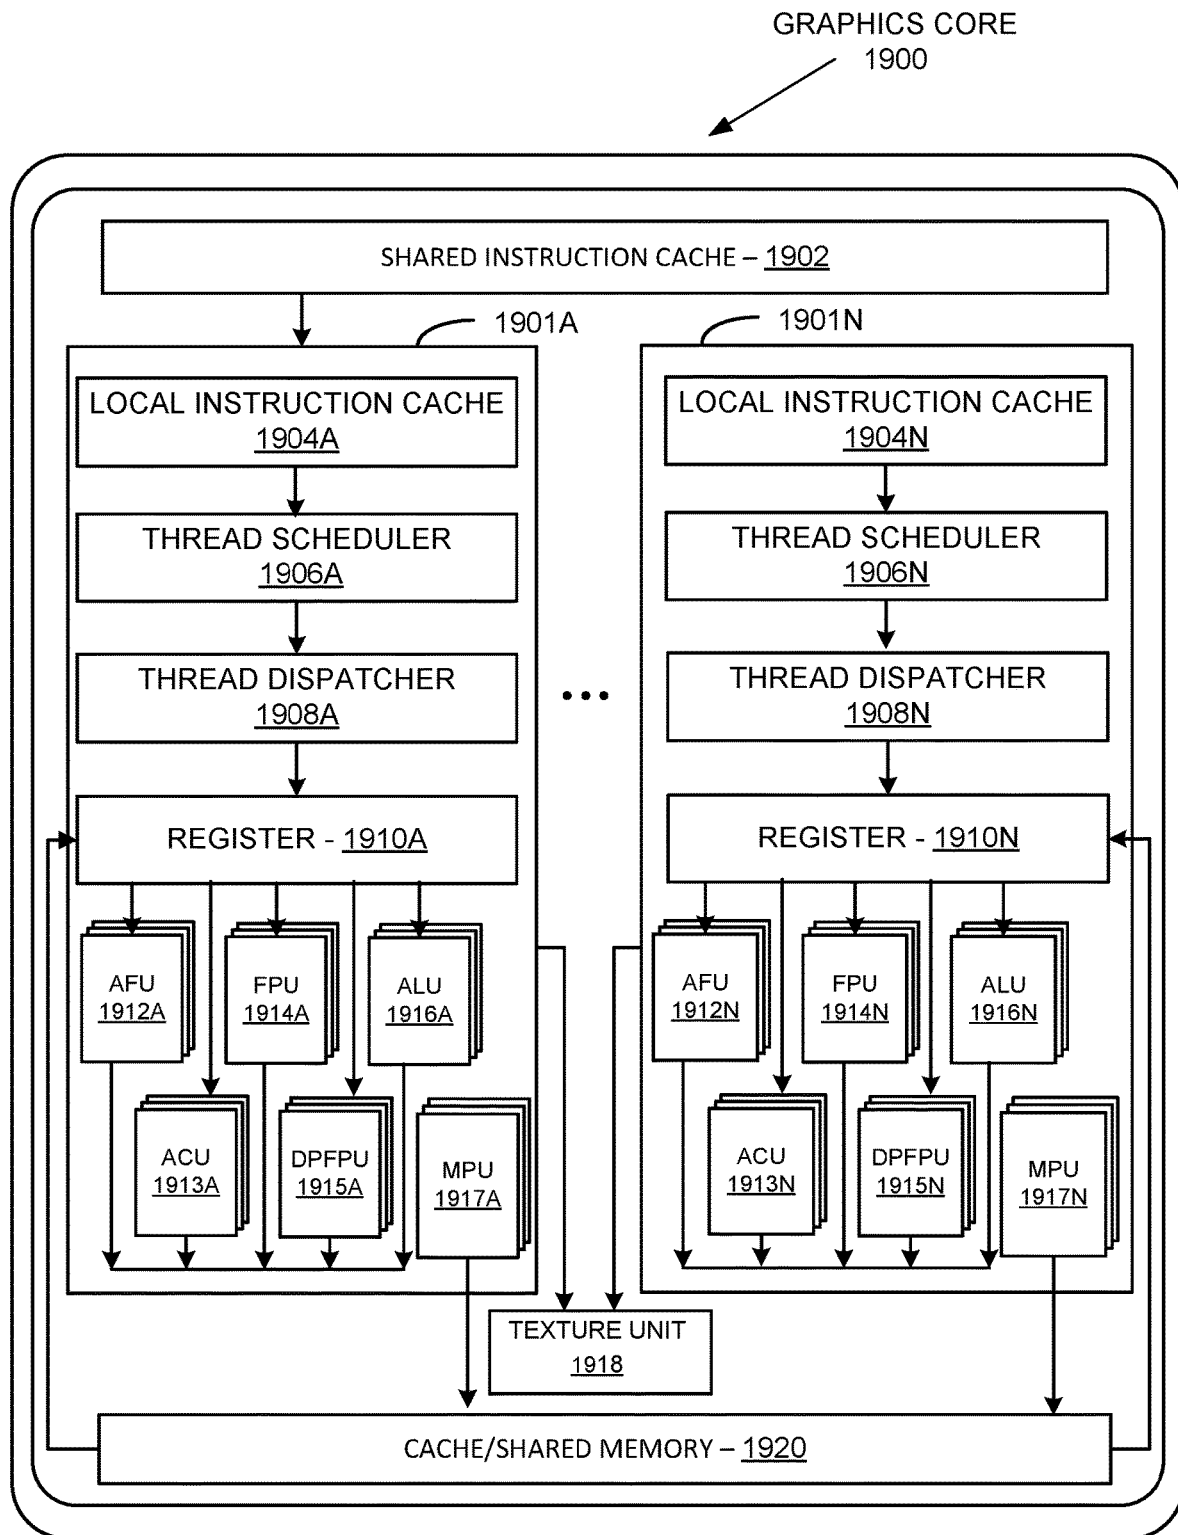 GRAPHICS CORE
1900
SHARED INSTRUCTION CACHE – 1902
1901A
1901N
LOCAL INSTRUCTION CACHE
1904A
LOCAL INSTRUCTION CACHE
1904N
THREAD SCHEDULER
1906A
THREAD SCHEDULER
1906N
THREAD DISPATCHER
1908A
THREAD DISPATCHER
1908N
...
REGISTER - 1910A
REGISTER - 1910N
AFU
1912A
FPU
1914A
ALU
1916A
AFU
1912N
FPU
1914N
ALU
1916N
ACU
1913A
DPFPU
1915A
MPU
1917A
ACU
1913N
DPFPU
1915N
MPU
1917N
TEXTURE UNIT
1918
CACHE/SHARED MEMORY – 1920